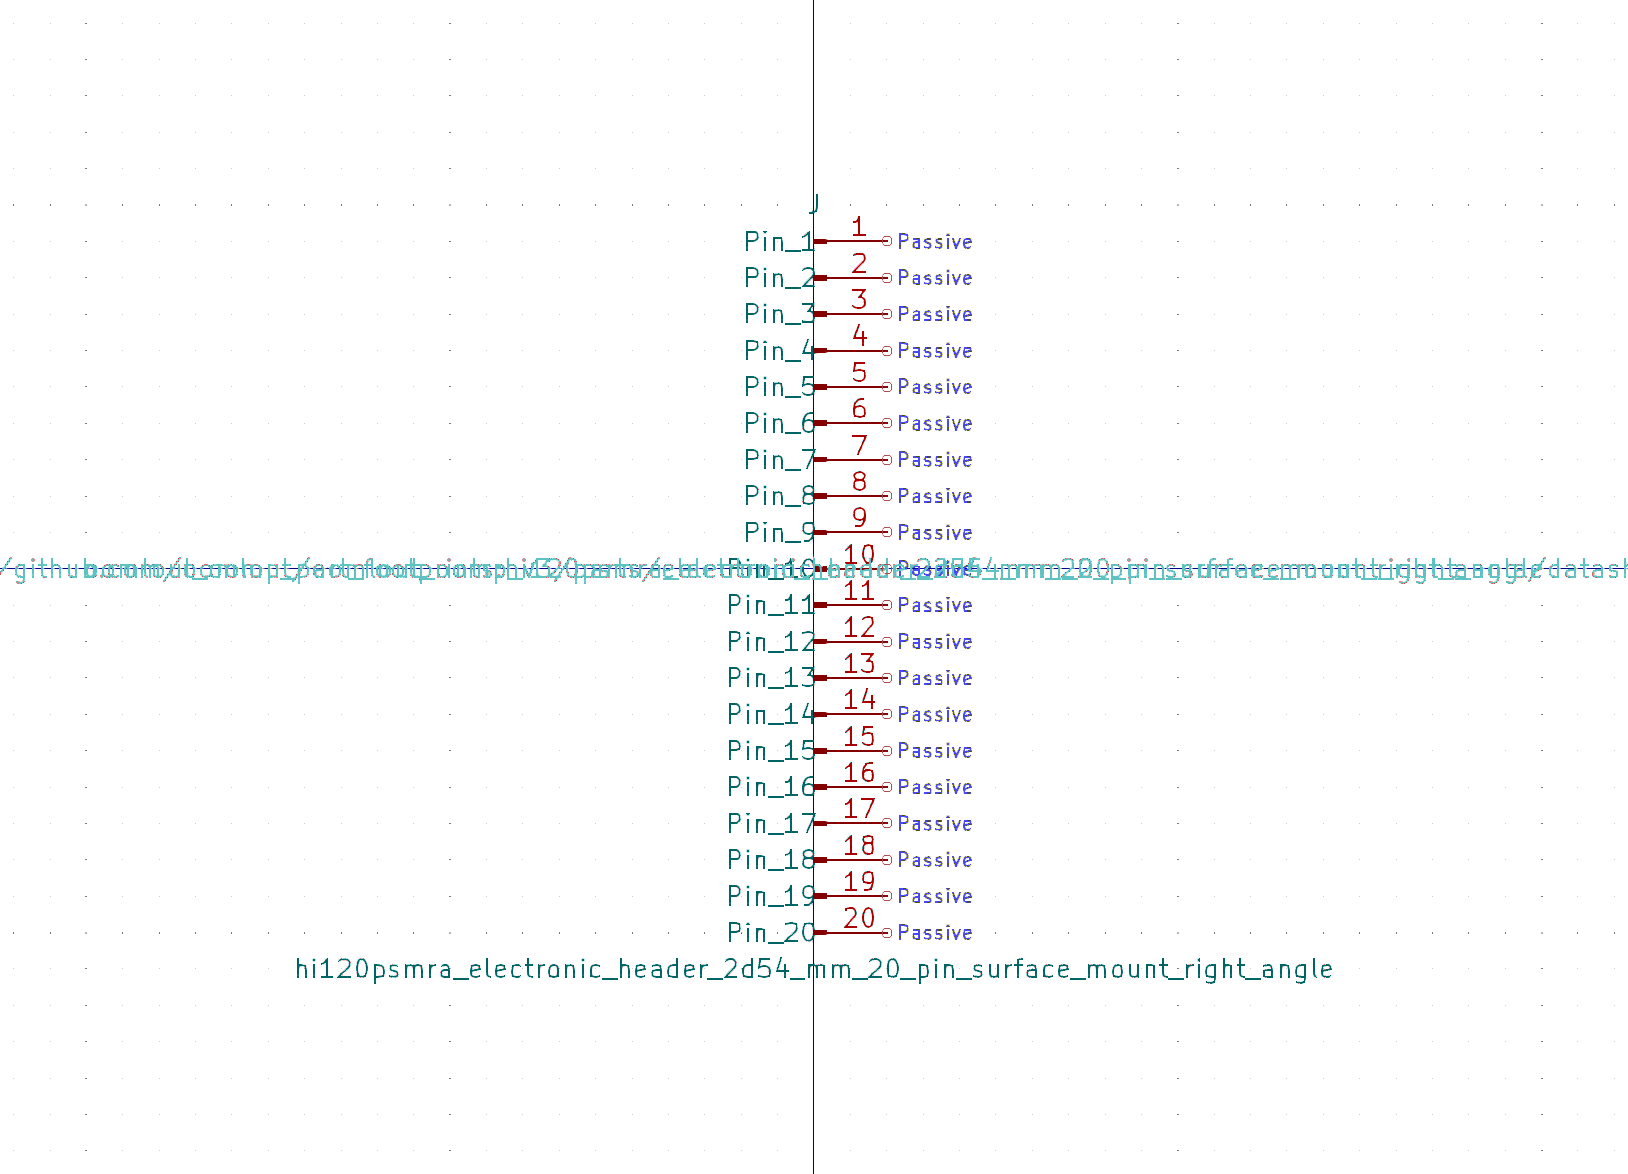 J
Pin_1 1 Passive
Pin_2 2 Passive
Pin_3 3 Passive
Pin_4 4 Passive
Pin_5 5 Passive
Pin_6 6 Passive
Pin_7 7 Passive
Pin_8 8 Passive
Pin_9 9 Passive
Pin_10 10 Passive
Pin_11 11 Passive
Pin_12 12 Passive
Pin_13 13 Passive
Pin_14 14 Passive
Pin_15 15 Passive
Pin_16 16 Passive
Pin_17 17 Passive
Pin_18 18 Passive
Pin_19 19 Passive
Pin_20 20 Passive
hi120psmra_electronic_header_2d54_mm_20_pin_surface_mount_right_angle